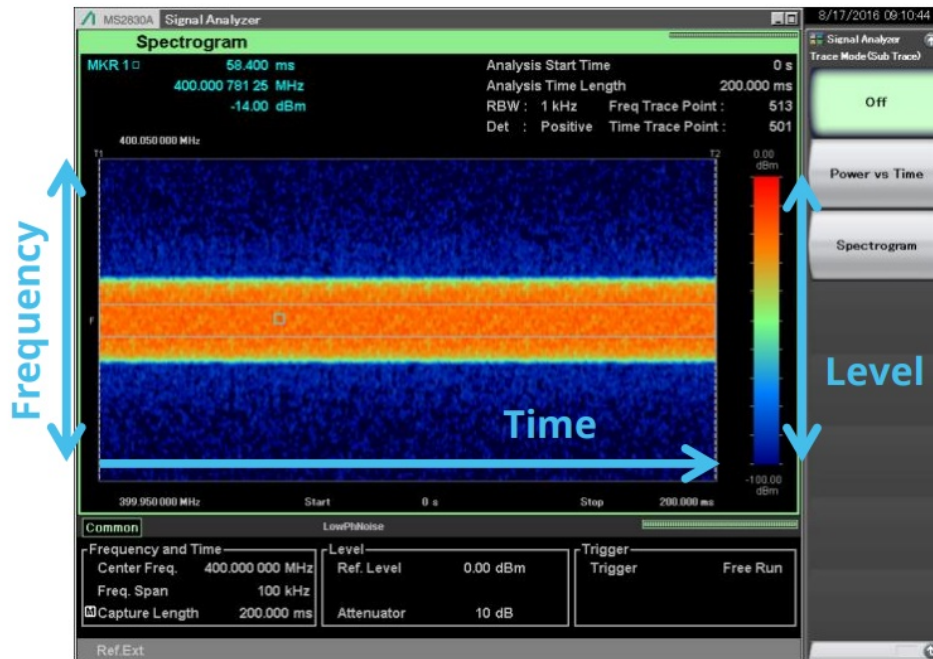 MS2830A Signal Analyzer
8/17/2016 09:10:44
Spectrogram
MKR 1
58.400 ms
400.000 781 25 MHz
-14.00 dBm
Analysis Start Time 0 s
Analysis Time Length 200.000 ms
RBW : 1 kHz Freq Trace Point : 513
Det : Positive Time Trace Point : 501
400.050 000 MHz
T1
T2
0.00
dBm
F
Frequency
Time
Level
-100.00
dBm
399.950 000 MHz Start 0 s Stop 200.000 ms
Common
LowPhNoise
Frequency and Time
Center Freq. 400.000 000 MHz
Freq. Span 100 kHz
M Capture Length 200.000 ms
Level
Ref. Level 0.00 dBm
Attenuator 10 dB
Trigger
Trigger Free Run
Ref.Ext
Signal Analyzer
Trace Mode(Sub Trace)
Off
Power vs Time
Spectrogram